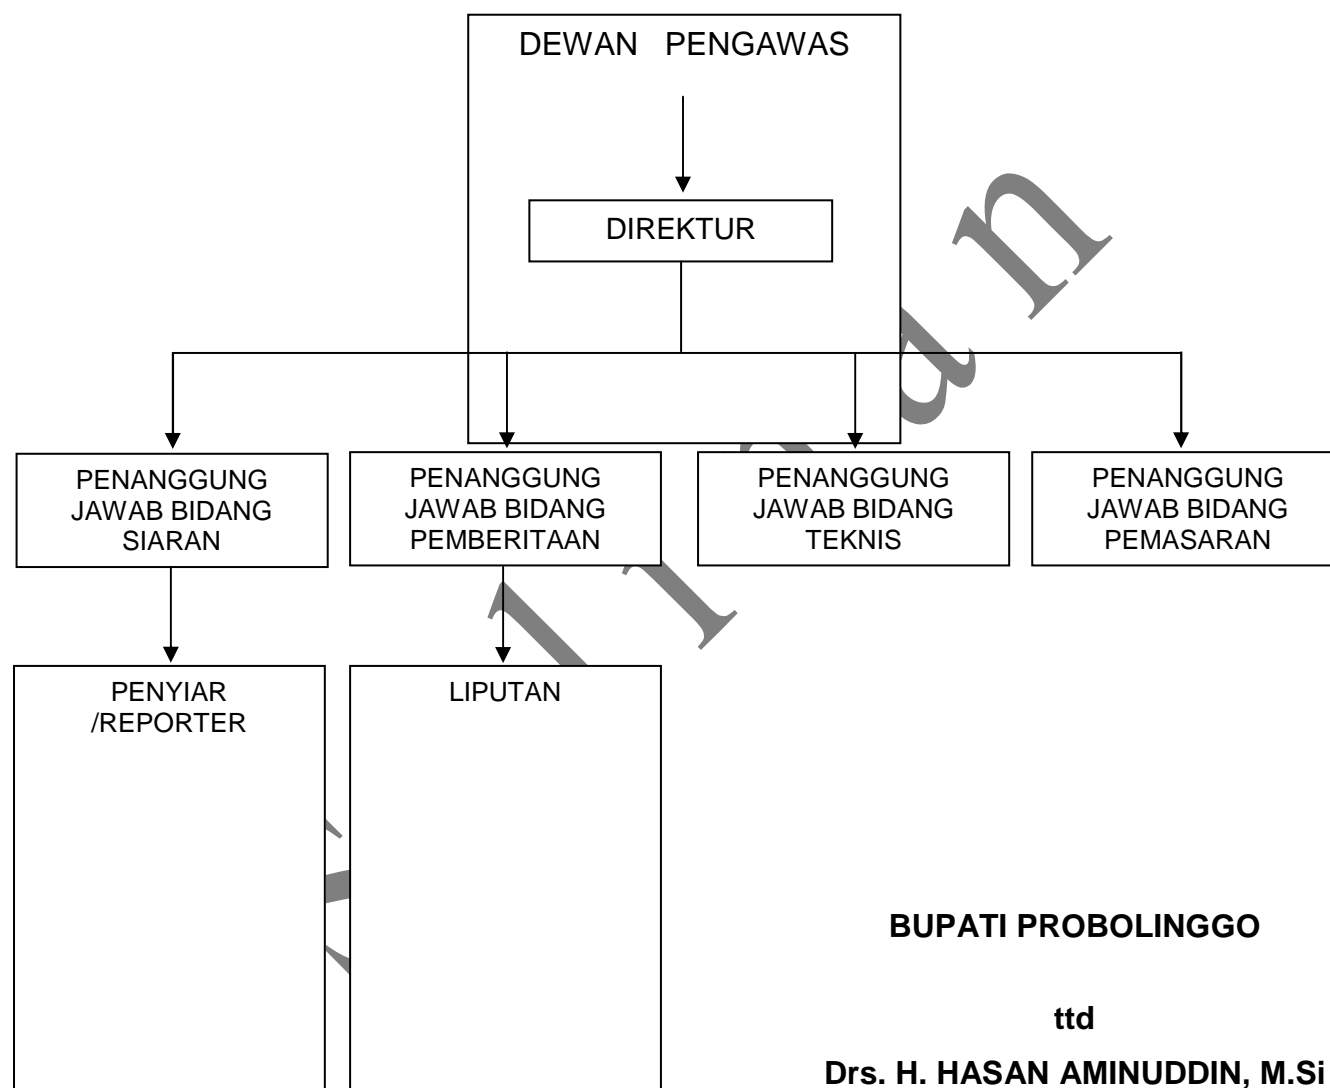 DEWAN PENGAWAS
DIREKTUR
PENANGGUNG
JAWAB BIDANG
SIARAN
PENANGGUNG
JAWAB BIDANG
PEMBERITAAN
PENANGGUNG
JAWAB BIDANG
TEKNIS
PENANGGUNG
JAWAB BIDANG
PEMASARAN
PENYIAR
/REPORTER
LIPUTAN
BUPATI PROBOLINGGO
ttd
Drs. H. HASAN AMINUDDIN, M.Si